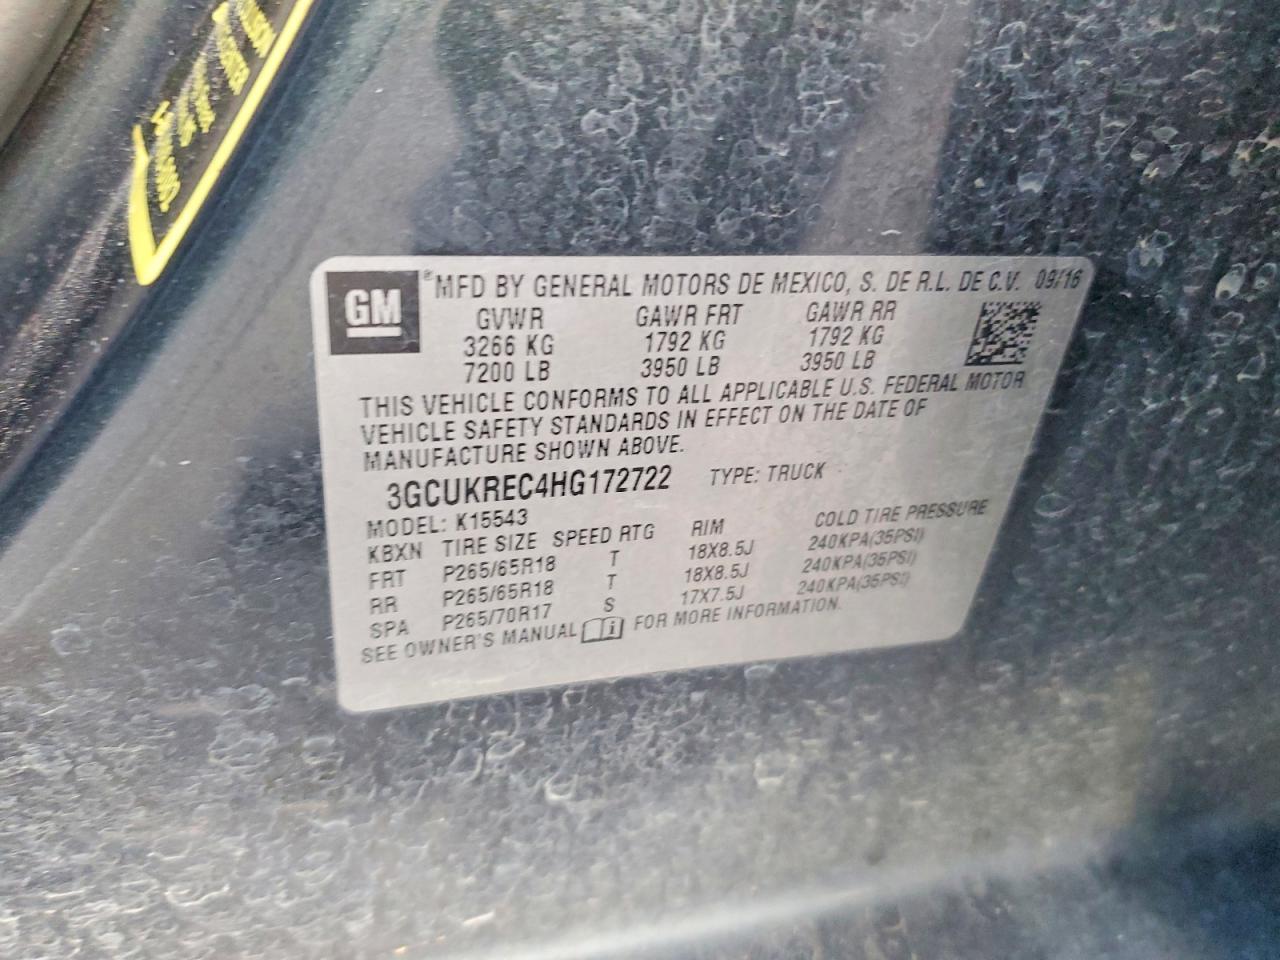 GM
® MFD BY GENERAL MOTORS DE MEXICO, S. DE R.L. DE C.V. 09/16
GVWR GAWR FRT GAWR RR
3266 KG 1792 KG 1792 KG
7200 LB 3950 LB 3950 LB
THIS VEHICLE CONFORMS TO ALL APPLICABLE U.S. FEDERAL MOTOR
VEHICLE SAFETY STANDARDS IN EFFECT ON THE DATE OF
MANUFACTURE SHOWN ABOVE.
3GCUKREC4HG172722 TYPE: TRUCK
MODEL: K15543
KBXN TIRE SIZE SPEED RTG RIM COLD TIRE PRESSURE
FRT P265/65R18 T 18X8.5J 240KPA(35PSI)
RR P265/65R18 T 18X8.5J 240KPA(35PSI)
SPA P265/70R17 S 17X7.5J 240KPA(35PSI)
SEE OWNER'S MANUAL i FOR MORE INFORMATION.